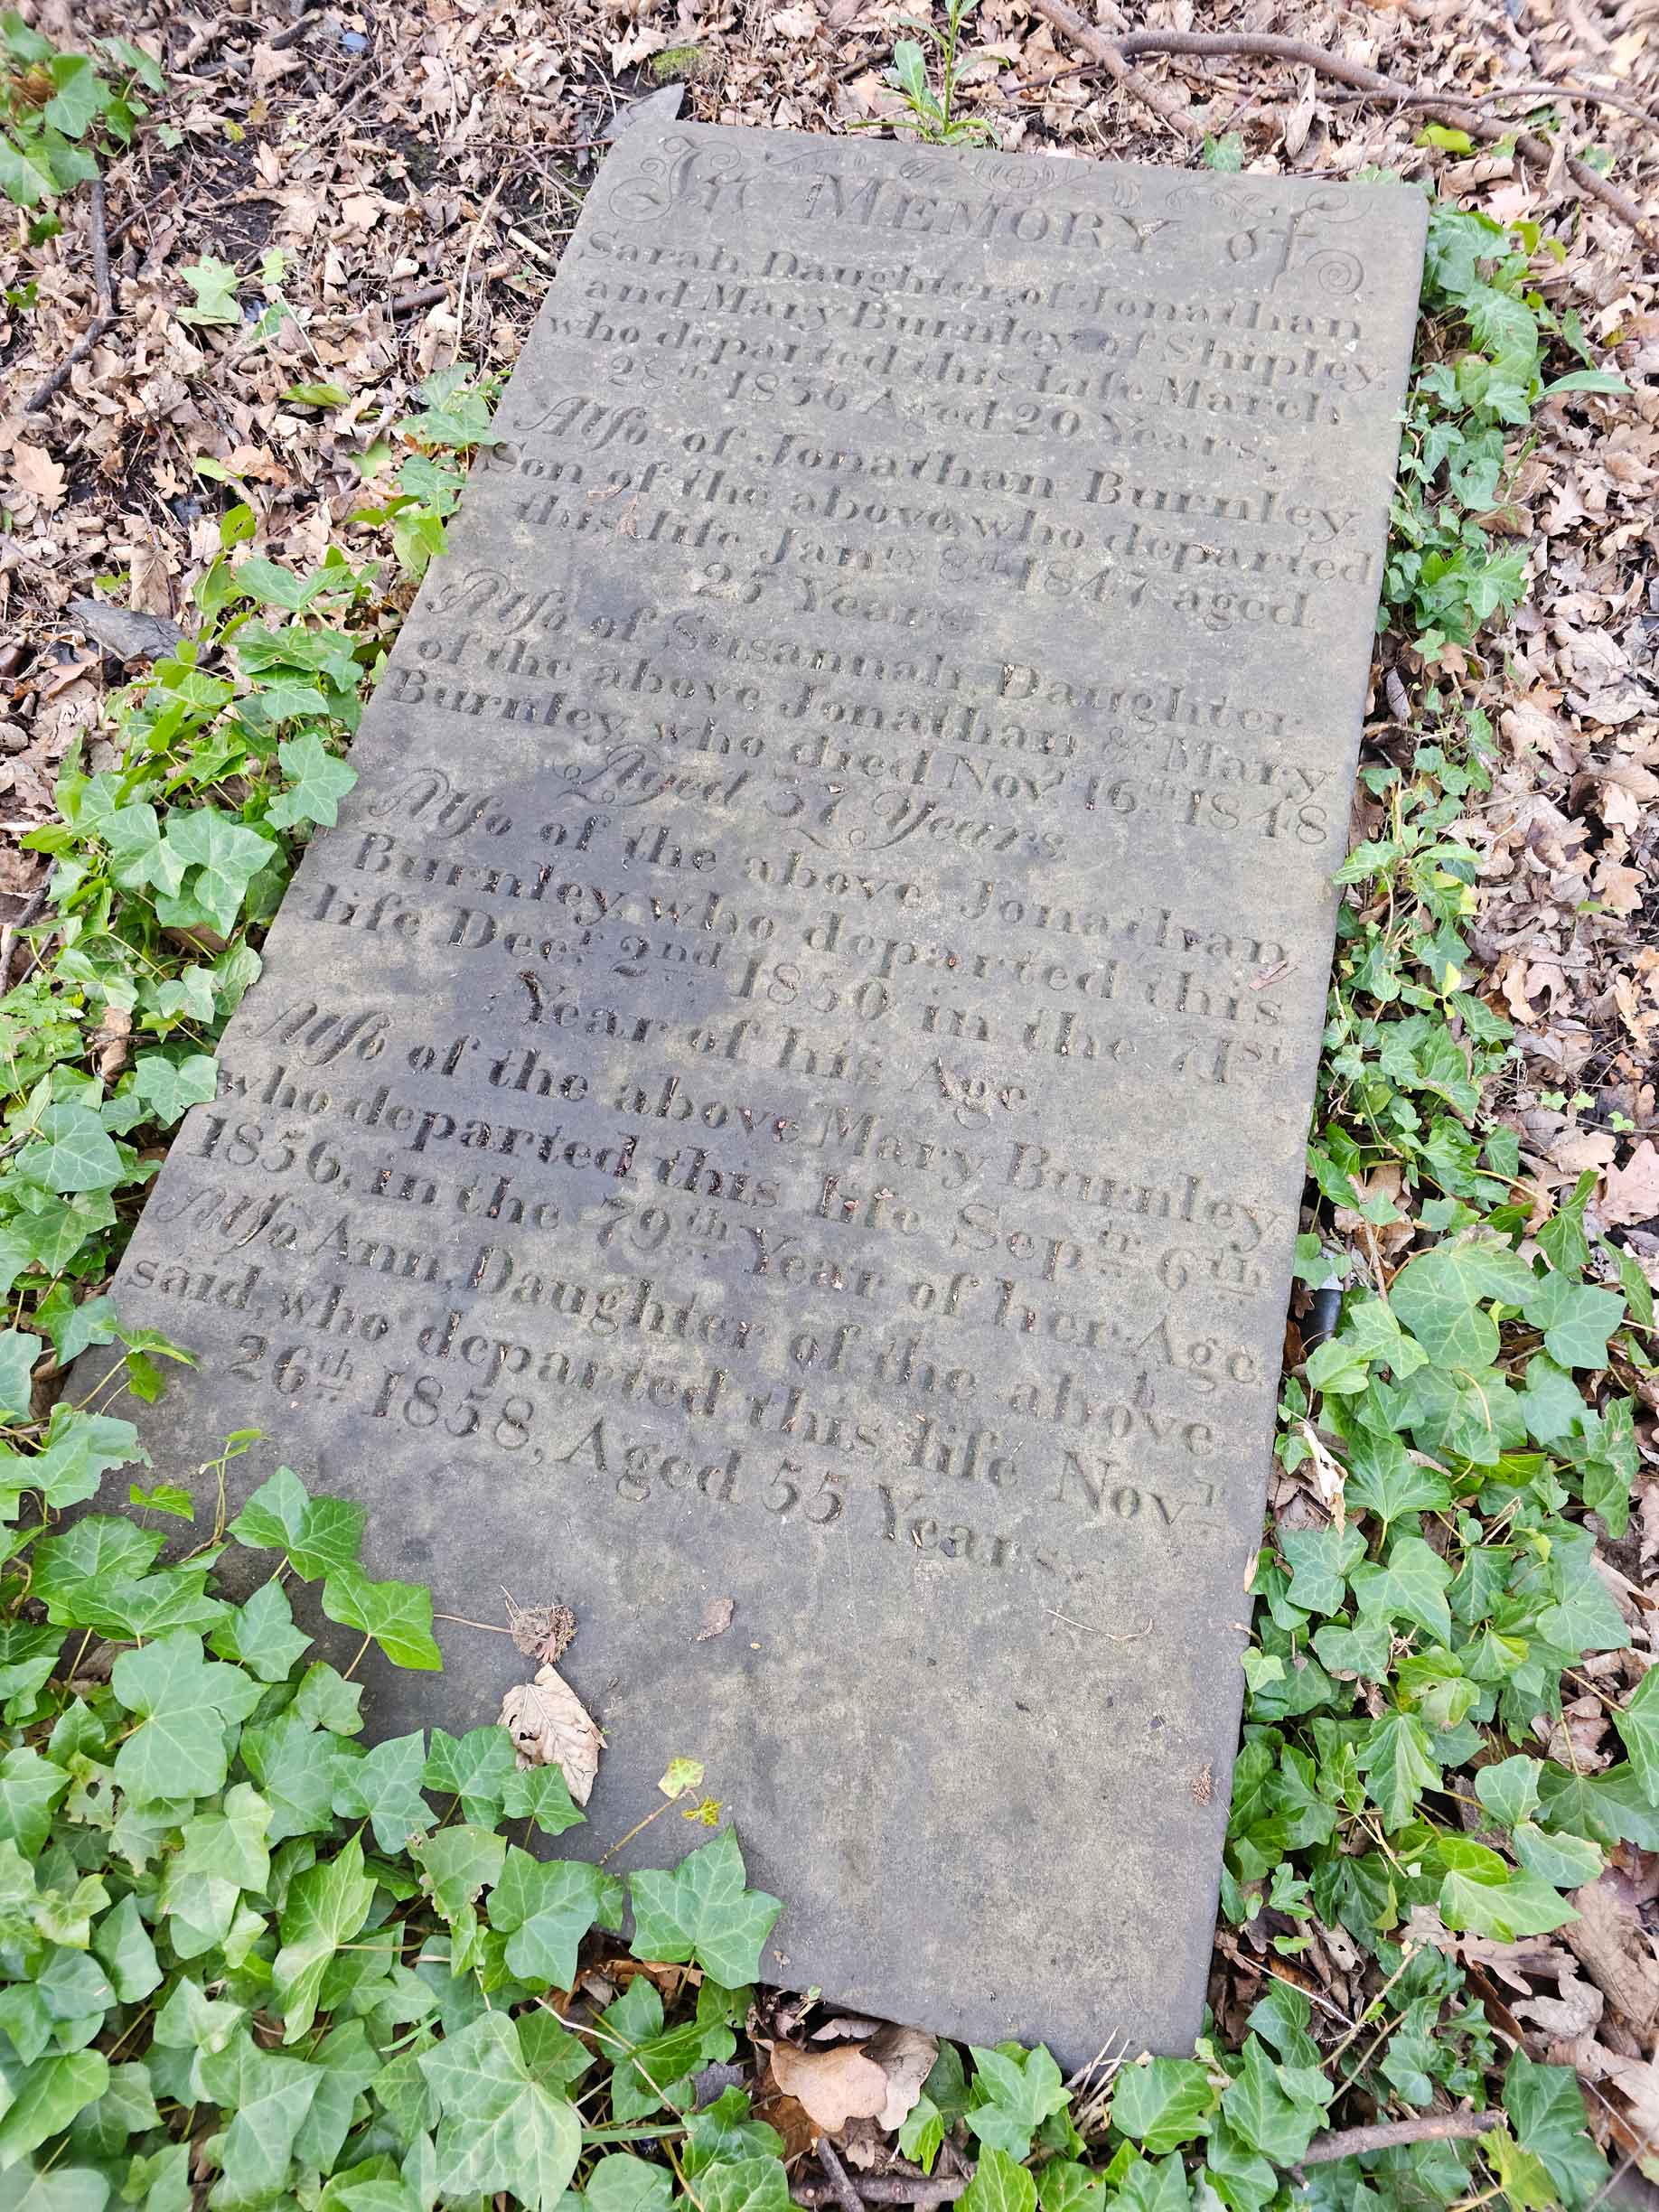 In MEMORY of
Sarah, Daughter of Jonathan
and Mary Burnley, of Shipley,
who departed this Life March
28th 1836 Aged 20 Years,
Alſo of Jonathan Burnley.
Son of the above, who departed
this life Jany 8th 1847 aged
25 Years
Alſo of Susannah, Daughter
of the above Jonathan & Mary
Burnley, who died Novr 16th 1848
Aged 37 Years
Alſo of the above Jonathan
Burnley, who departed this
life Decr 2nd 1850 in the 71st
Year of his Age
Alſo of the above Mary Burnley
who departed this life Sepr 6th
1856, in the 79th Year of her Age.
Alſo Ann, Daughter of the above
said, who departed this life Novr
26th 1858, Aged 55 Years.